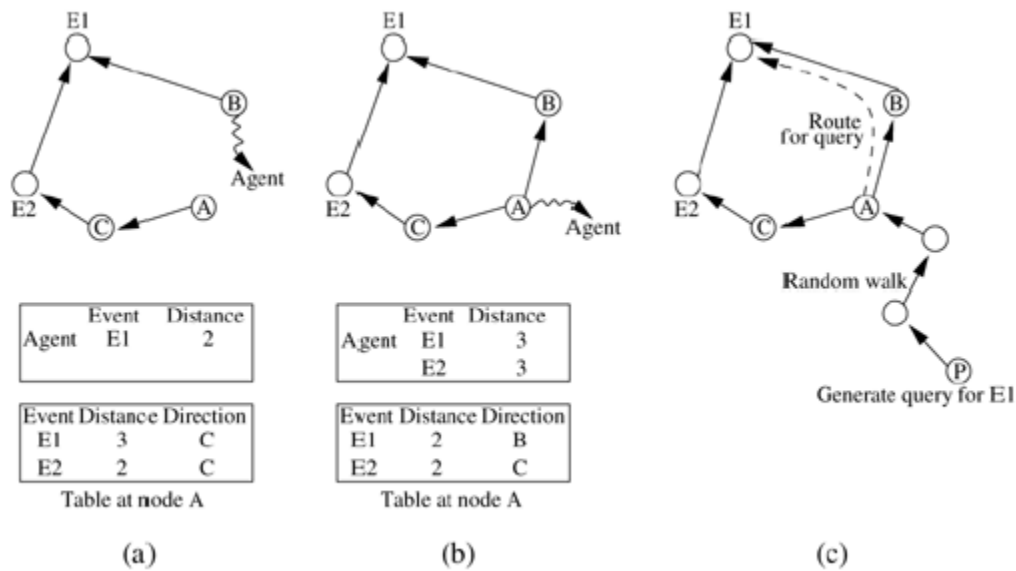 E1
B
Agent
E2
A
C
Event Distance
Agent E1 2
Event Distance Direction
E1 3 C
E2 2 C
Table at node A
(a)
E1
B
E2
A
C
Agent
Event Distance
Agent E1 3
E2 3
Event Distance Direction
E1 2 B
E2 2 C
Table at node A
(b)
E1
B
Route
for query
E2
A
C
Random walk
P
Generate query for E1
(c)